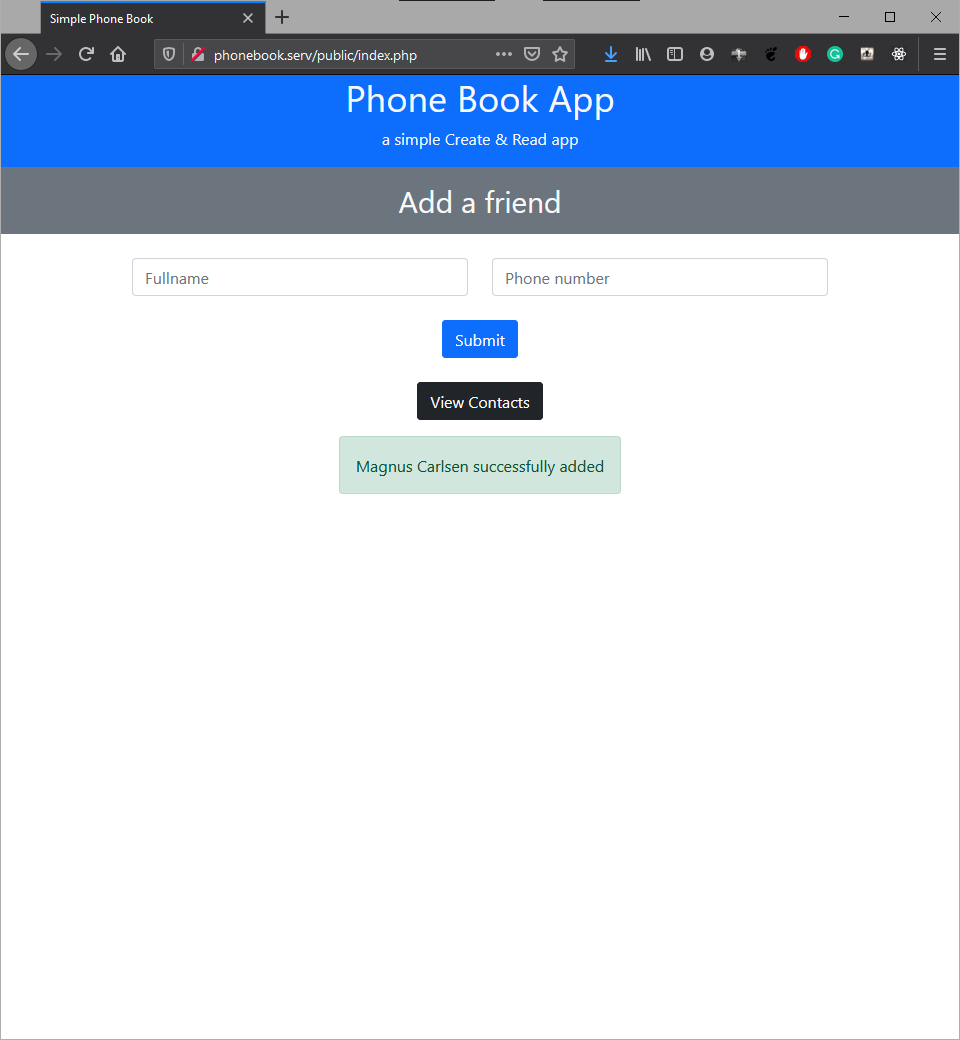 Simple Phone Book
phonebook.serv/public/index.php
Phone Book App
a simple Create & Read app
Add a friend
Fullname
Phone number
Submit
View Contacts
Magnus Carlsen successfully added